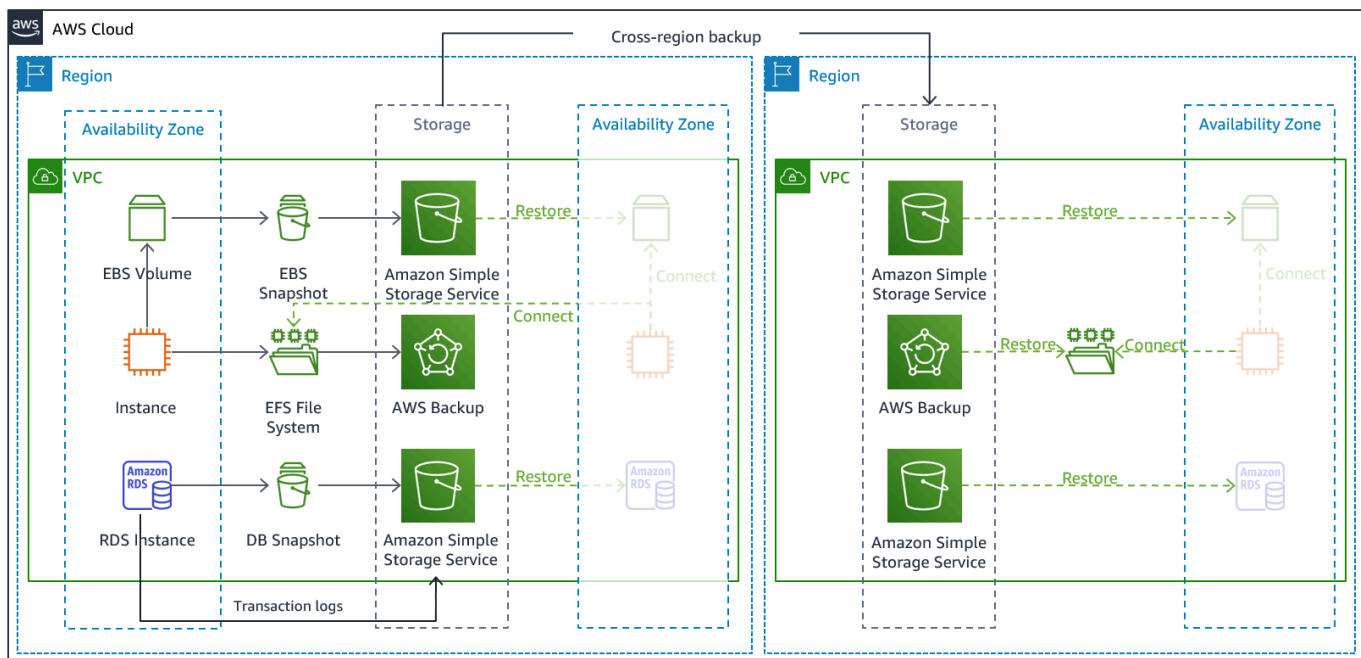 aws
AWS Cloud
Cross-region backup
Region
Region
Availability Zone
Storage
Availability Zone
Storage
Availability Zone
VPC
VPC
Restore
Restore
EBS Volume
EBS
Snapshot
Amazon Simple
Storage Service
Connect
Amazon Simple
Storage Service
Connect
Connect
Restore
Connect
Instance
EFS File
System
AWS Backup
AWS Backup
Amazon
RDS
Restore
Amazon
RDS
Restore
Amazon
RDS
RDS Instance
DB Snapshot
Amazon Simple
Storage Service
Amazon Simple
Storage Service
Transaction logs